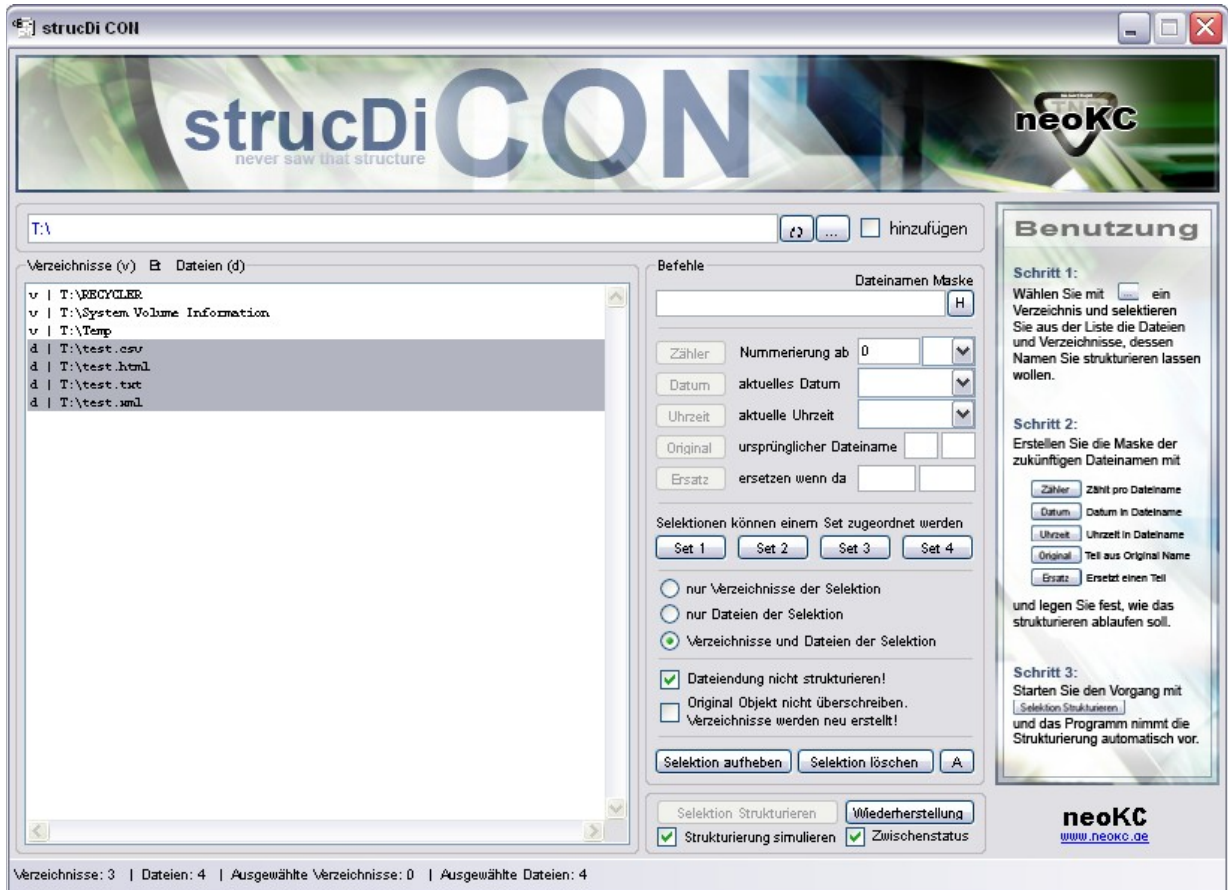 strucDi CON
strucDiCON
never saw that structure
neoKC
T:\
...
hinzufügen
Verzeichnisse (v) & Dateien (d)
v | T:\RECYCLER
v | T:\System Volume Information
v | T:\Temp
d | T:\test.csv
d | T:\test.html
d | T:\test.txt
d | T:\test.xml
Befehle
Dateinamen Maske
H
Zähler Nummerierung ab 0
Datum aktuelles Datum
Uhrzeit aktuelle Uhrzeit
Original ursprünglicher Dateiname
Ersatz ersetzen wenn da
Selektionen können einem Set zugeordnet werden
Set 1 Set 2 Set 3 Set 4
nur Verzeichnisse der Selektion
nur Dateien der Selektion
Verzeichnisse und Dateien der Selektion
Dateiendung nicht strukturieren!
Original Objekt nicht überschreiben.
Verzeichnisse werden neu erstellt!
Selektion aufheben Selektion löschen A
Selektion Strukturieren Wiederherstellung
Strukturierung simulieren Zwischenstatus
Benutzung
Schritt 1:
Wählen Sie mit ... ein
Verzeichnis und selektieren
Sie aus der Liste die Dateien
und Verzeichnisse, dessen
Namen Sie strukturieren lassen
wollen.
Schritt 2:
Erstellen Sie die Maske der
zukünftigen Dateinamen mit
Zähler Zählt pro Dateiname
Datum Datum in Dateiname
Uhrzeit Uhrzeit in Dateiname
Original Teil aus Original Name
Ersatz Ersetzt einen Teil
und legen Sie fest, wie das
strukturieren ablaufen soll.
Schritt 3:
Starten Sie den Vorgang mit
Selektion Strukturieren
und das Programm nimmt die
Strukturierung automatisch vor.
neoKC
www.neokc.de
Verzeichnisse: 3 | Dateien: 4 | Ausgewählte Verzeichnisse: 0 | Ausgewählte Dateien: 4